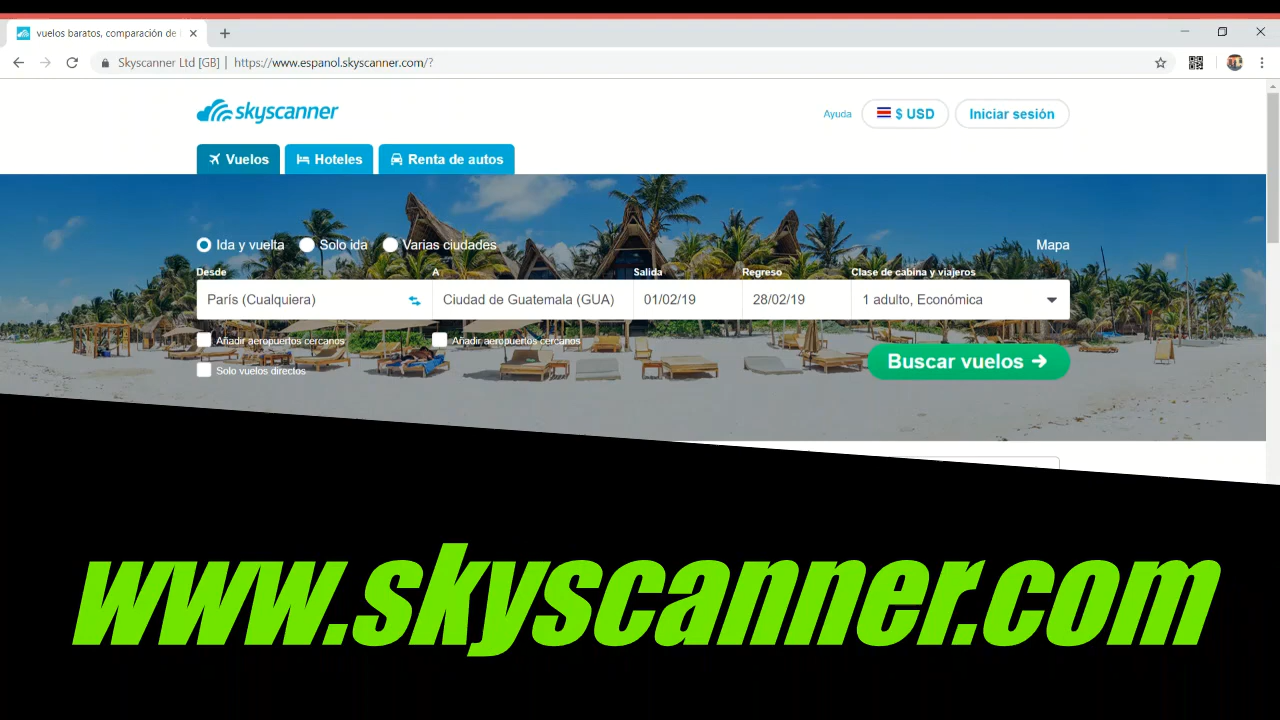 vuelos baratos, comparación de
Skyscanner Ltd [GB] | https://www.espanol.skyscanner.com/?
skyscanner
Ayuda
$ USD
Iniciar sesión
Vuelos
Hoteles
Renta de autos
Ida y vuelta
Solo ida
Varias ciudades
Mapa
Desde
A
Salida
Regreso
Clase de cabina y viajeros
París (Cualquiera)
Ciudad de Guatemala (GUA)
01/02/19
28/02/19
1 adulto, Económica
Añadir aeropuertos cercanos
Añadir aeropuertos cercanos
Buscar vuelos →
Solo vuelos directos
www.skyscanner.com